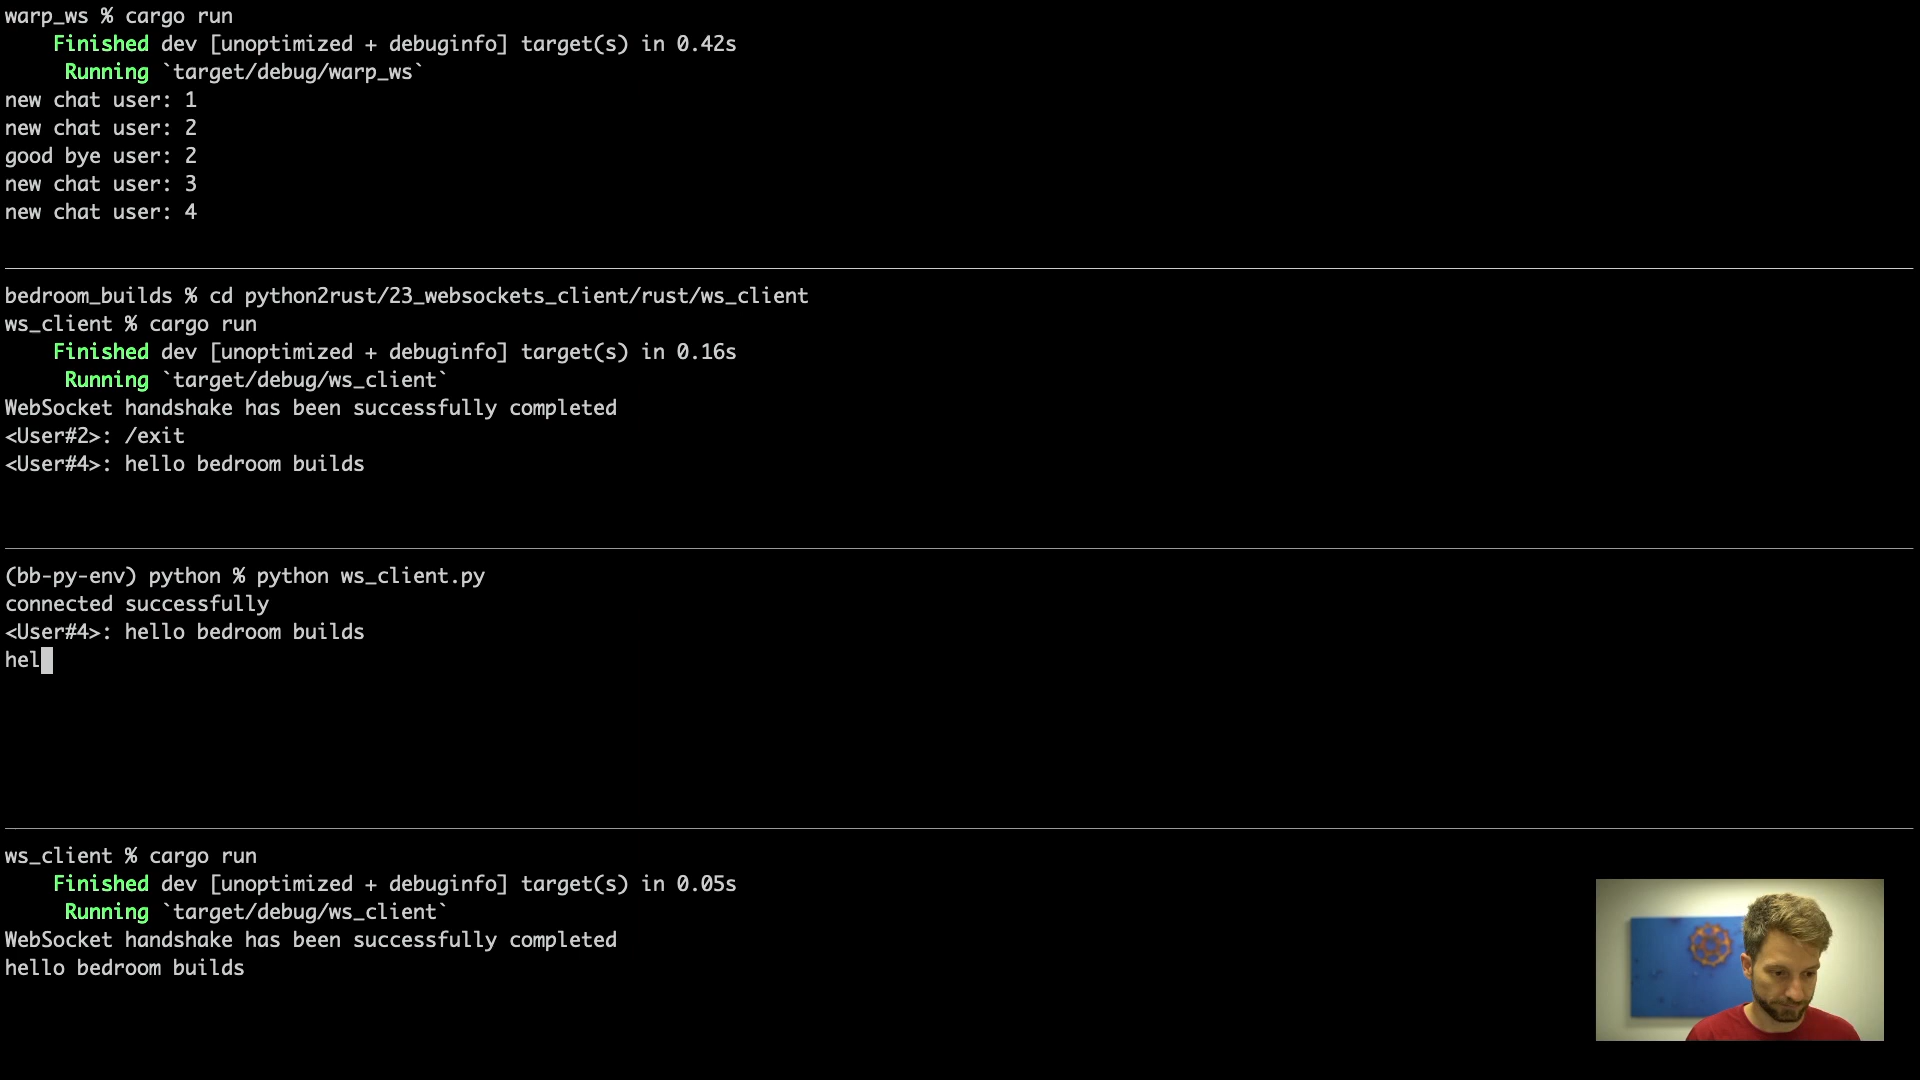 warp_ws % cargo run
Finished dev [unoptimized + debuginfo] target(s) in 0.42s
Running `target/debug/warp_ws`
new chat user: 1
new chat user: 2
good bye user: 2
new chat user: 3
new chat user: 4
bedroom_builds % cd python2rust/23_websockets_client/rust/ws_client
ws_client % cargo run
Finished dev [unoptimized + debuginfo] target(s) in 0.16s
Running `target/debug/ws_client`
WebSocket handshake has been successfully completed
<User#2>: /exit
<User#4>: hello bedroom builds
(bb-py-env) python % python ws_client.py
connected successfully
<User#4>: hello bedroom builds
hel
ws_client % cargo run
Finished dev [unoptimized + debuginfo] target(s) in 0.05s
Running `target/debug/ws_client`
WebSocket handshake has been successfully completed
hello bedroom builds